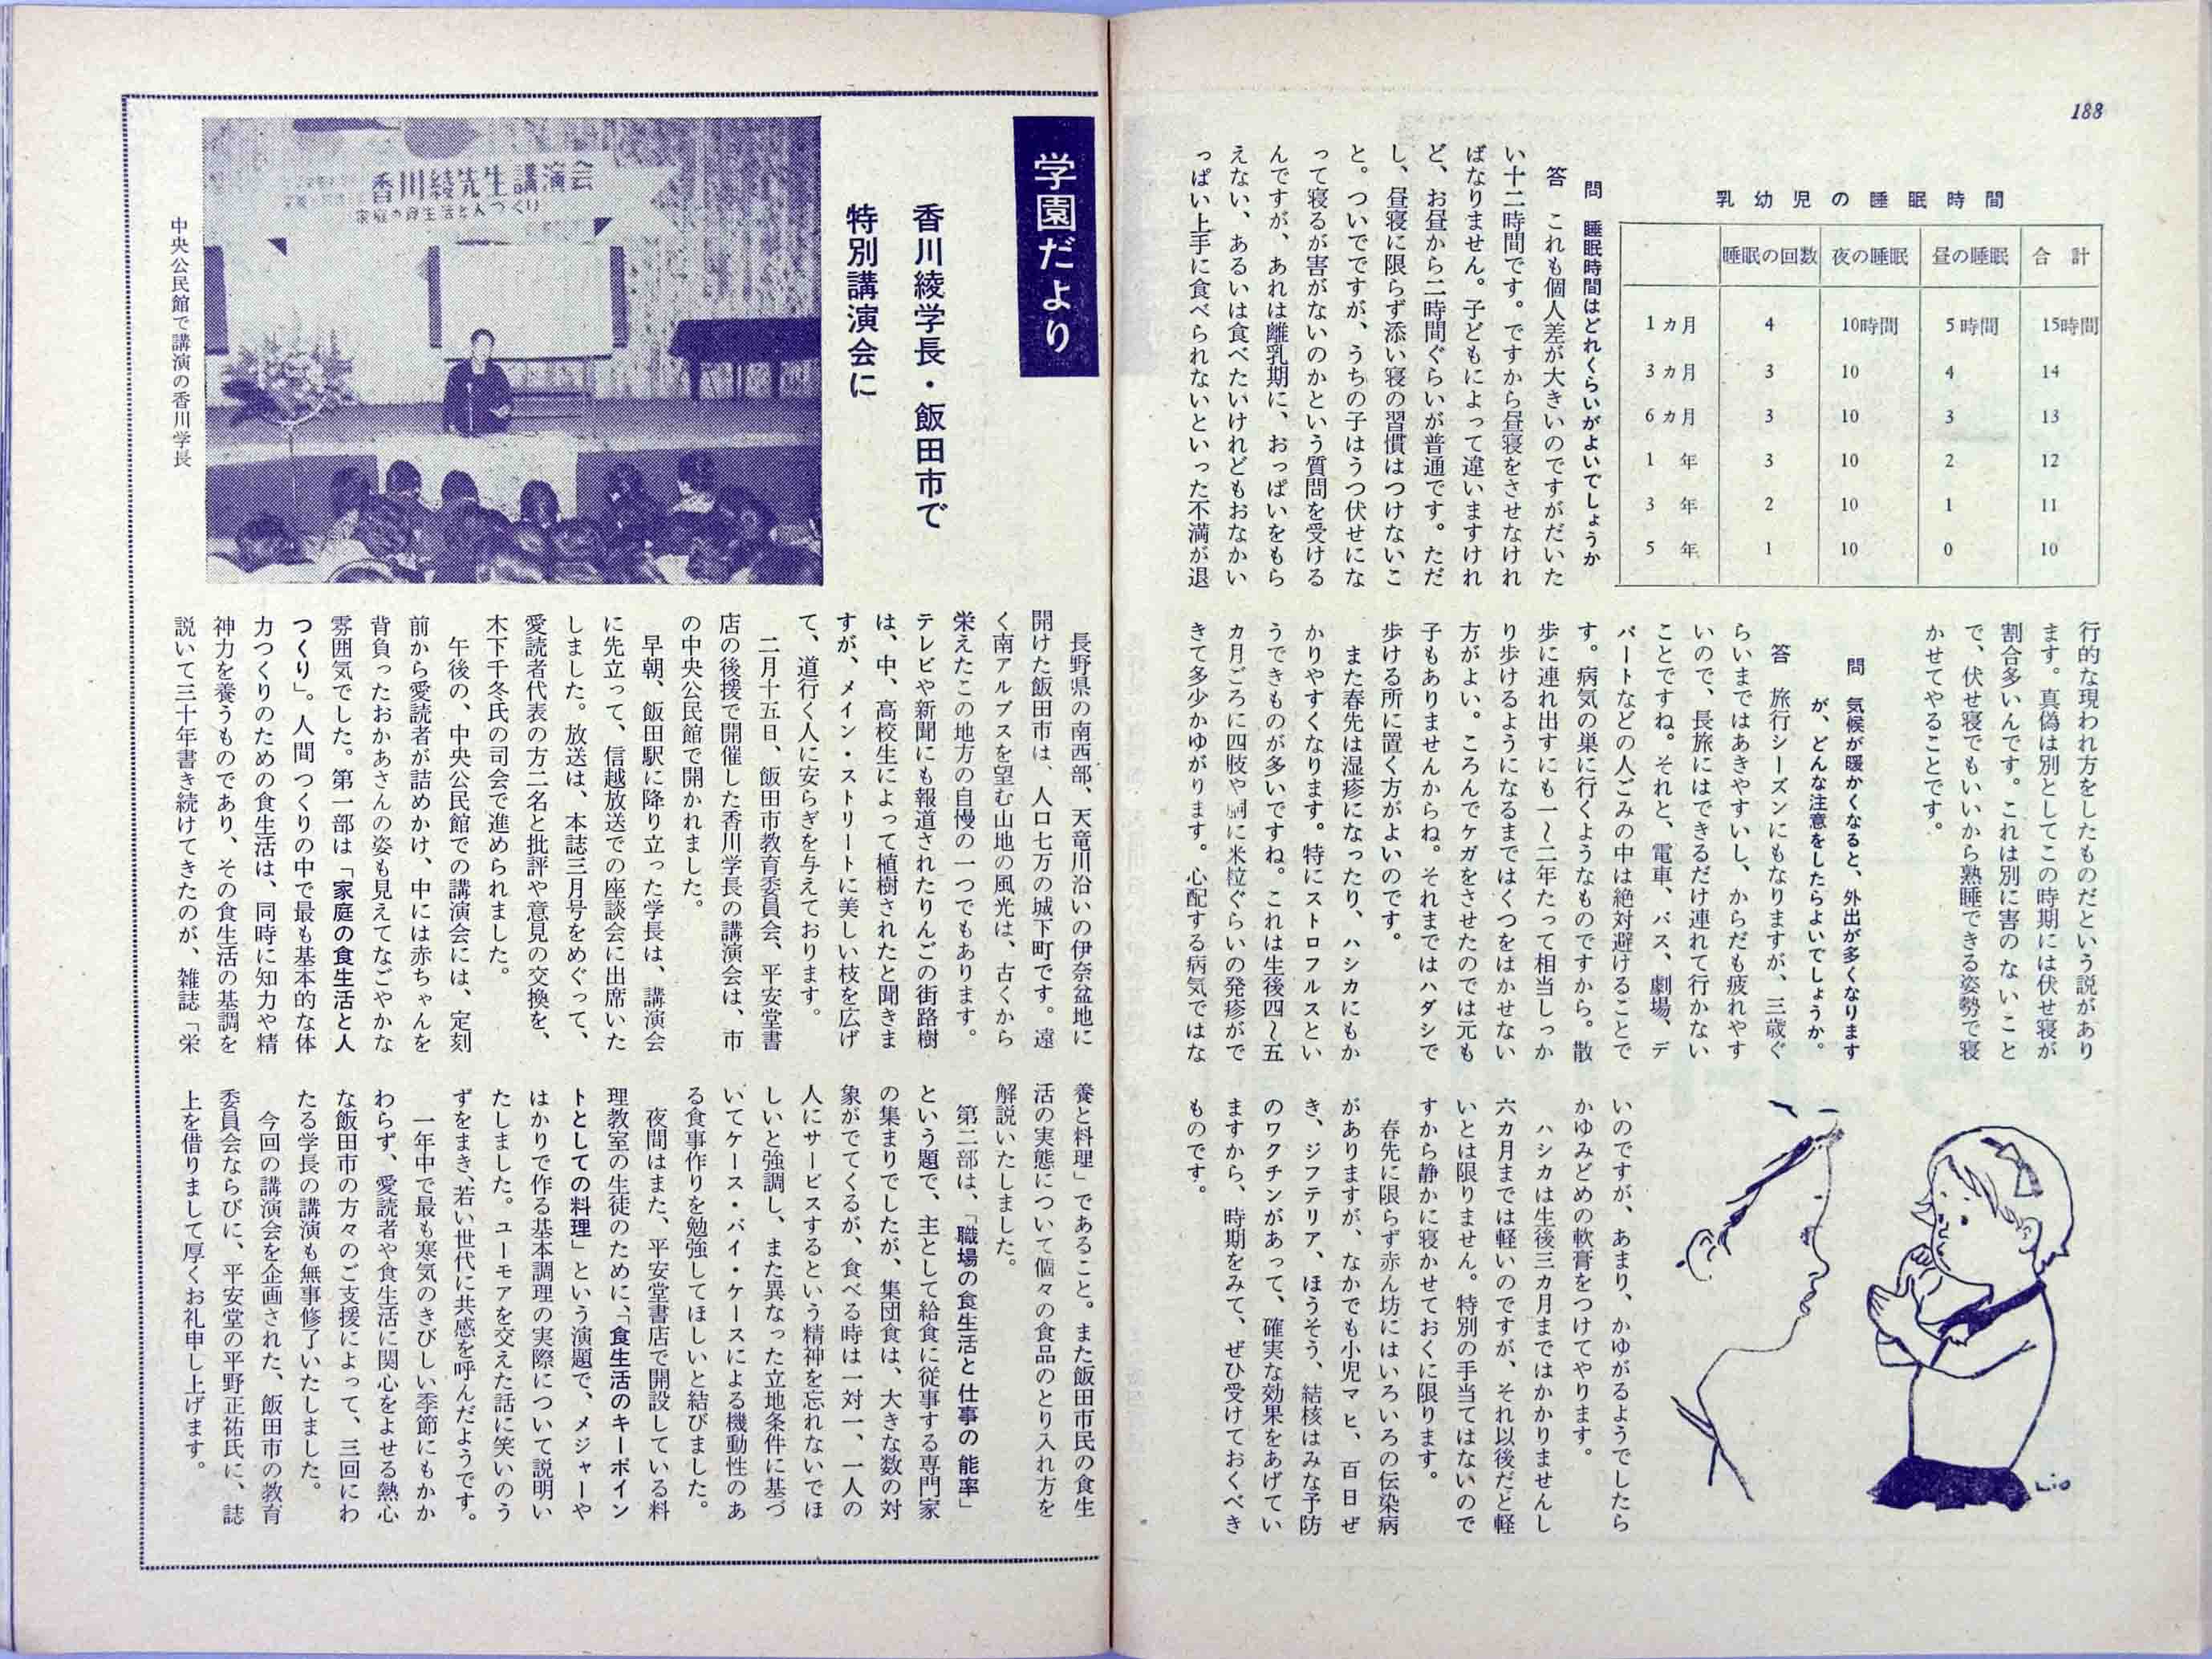 188
乳幼児の睡眠時間
睡眠の回数 夜の睡眠 昼の睡眠 合計
1カ月 4 10時間 5時間 15時間
3カ月 3 10 4 14
6カ月 3 10 3 13
1年 3 10 2 12
3年 2 10 1 11
5年 1 10 0 10
問 睡眠時間はどれくらいがよいでしょうか
答 これも個人差が大きいのですがだいた
い十二時間です。ですから昼寝をさせなけれ
ばなりません。子どもによって違いますけれ
ど、お昼から二時間ぐらいが普通です。ただ
し、昼寝に限らず添い寝の習慣はつけないこ
と。ついでですが、うちの子はうつ伏せにな
って寝るが害がないのかという質問を受ける
んですが、あれは離乳期に、おっぱいをもら
えない、あるいは食べたいけれどもおなかい
っぱい上手に食べられないといった不満が退
行的な現われ方をしたものだという説があり
ます。真偽は別としてこの時期には伏せ寝が
割合多いんです。これは別に害のないこと
で、伏せ寝でもいいから熟睡できる姿勢で寝
かせてやることです。
問 気候が暖かくなると、外出が多くなります
が、どんな注意をしたらよいでしょうか。
答 旅行シーズンにもなりますが、三歳ぐ
らいまではあきやすいし、からだも疲れやす
いので、長旅にはできるだけ連れて行かない
ことですね。それと、電車、バス、劇場、デ
パートなどの人ごみの中は絶対避けることで
す。病気の巣に行くようなものですから。散
歩に連れ出すにも一〜二年たって相当しっか
り歩けるようになるまではくつをはかせない
方がよい。ころんでケガをさせたのでは元も
子もありませんからね。それまではハダシで
歩ける所に置く方がよいのです。
また春先は湿疹になったり、ハシカにもか
かりやすくなります。特にストロフルスとい
うできものが多いですね。これは生後四〜五
カ月ごろに四肢や胴に米粒ぐらいの発疹がで
きて多少かゆがります。心配する病気ではな
いのですが、あまり、かゆがるようでしたら
かゆみどめの軟膏をつけてやります。
ハシカは生後三カ月まではかかりませんし
六カ月までは軽いのですが、それ以後だと軽
いとは限りません。特別の手当てはないので
すから静かに寝かせておくに限ります。
春先に限らず赤ん坊にはいろいろの伝染病
がありますが、なかでも小児マヒ、百日ぜ
き、ジフテリア、ほうそう、結核はみな予防
のワクチンがあって、確実な効果をあげてい
ますから、時期をみて、ぜひ受けておくべき
ものです。
Lio
学園だより
香川綾学長・飯田市で
特別講演会に
香川綾先生講演会
家庭の食生活と人つくり
中央公民館で講演の香川学長
長野県の南西部、天竜川沿いの伊奈盆地に
開けた飯田市は、人口七万の城下町です。遠
く南アルプスを望む山地の風光は、古くから
栄えたこの地方の自慢の一つでもあります。
テレビや新聞にも報道されたりんごの街路樹
は、中、高校生によって植樹されたと聞きま
すが、メイン・ストリートに美しい枝を広げ
て、道行く人に安らぎを与えております。
二月十五日、飯田市教育委員会、平安堂書
店の後援で開催した香川学長の講演会は、市
の中央公民館で開かれました。
早朝、飯田駅に降り立った学長は、講演会
に先立って、信越放送での座談会に出席いた
しました。放送は、本誌三月号をめぐって、
愛読者代表の方二名と批評や意見の交換を、
木下千冬氏の司会で進められました。
午後の、中央公民館での講演会には、定刻
前から愛読者が詰めかけ、中には赤ちゃんを
背負ったおかあさんの姿も見えてなごやかな
雰囲気でした。第一部は「家庭の食生活と人
つくり」。人間つくりの中で最も基本的な体
力つくりのための食生活は、同時に知力や精
神力を養うものであり、その食生活の基調を
説いて三十年書き続けてきたのが、雑誌「栄
養と料理」であること。また飯田市民の食生
活の実態について個々の食品のとり入れ方を
解説いたしました。
第二部は、「職場の食生活と仕事の能率」
という題で、主として給食に従事する専門家
の集まりでしたが、集団食は、大きな数の対
象がでてくるが、食べる時は一対一、一人の
人にサービスするという精神を忘れないでほ
しいと強調し、また異なった立地条件に基づ
いてケース・バイ・ケースによる機動性のあ
る食事作りを勉強してほしいと結びました。
夜間はまた、平安堂書店で開設している料
理教室の生徒のために、「食生活のキーポイン
トとしての料理」という演題で、メジャーや
はかりで作る基本調理の実際について説明い
たしました。ユーモアを交えた話に笑いのう
ずをまき、若い世代に共感を呼んだようです。
一年中で最も寒気のきびしい季節にもかか
わらず、愛読者や食生活に関心をよせる熱心
な飯田市の方々のご支援によって、三回にわ
たる学長の講演も無事修了いたしました。
今回の講演会を企画された、飯田市の教育
委員会ならびに、平安堂の平野正祐氏に、誌
上を借りまして厚くお礼申し上げます。